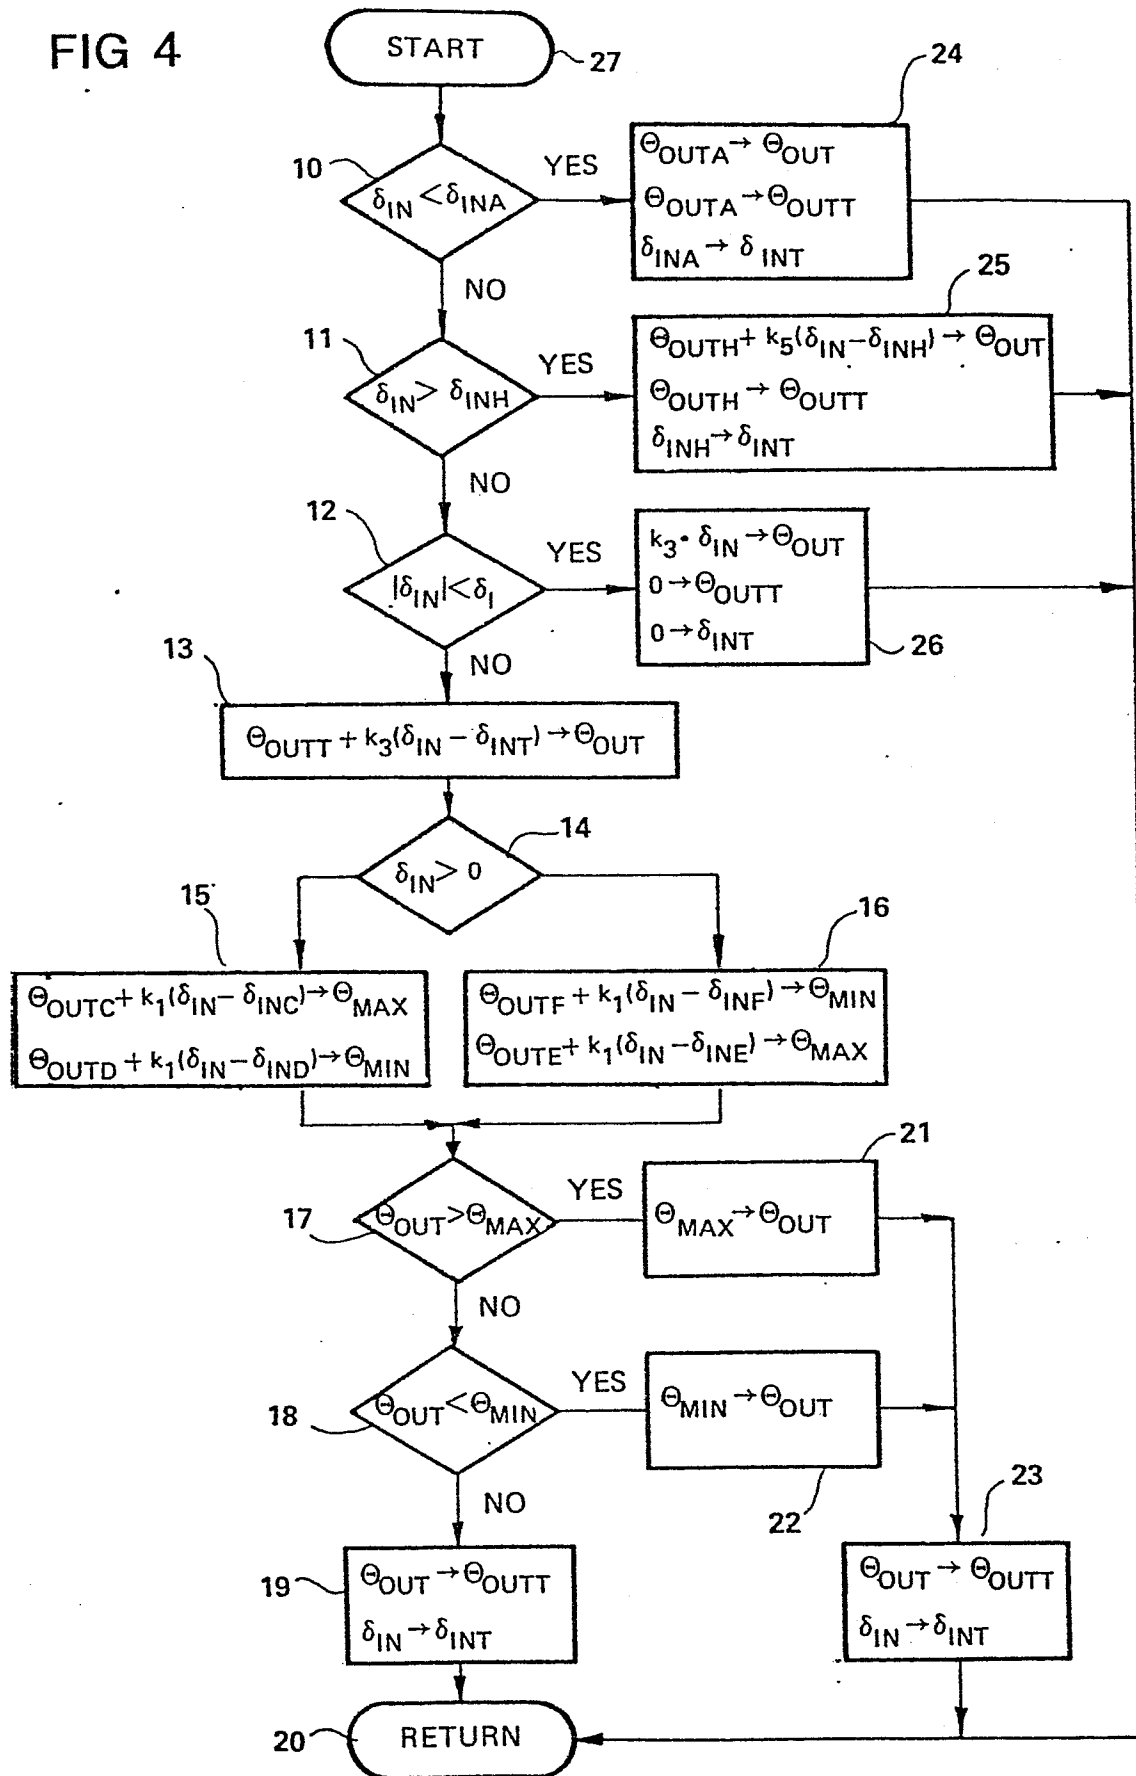 FIG 4
START
27
10
δIN < δINA
YES
24
ΘOUTA → ΘOUT
ΘOUTA → ΘOUTT
δINA → δINT
NO
11
δIN > δINH
YES
25
ΘOUTH + k5(δIN − δINH) → ΘOUT
ΘOUTH → ΘOUTT
δINH → δINT
NO
12
|δIN| < δI
YES
k3 • δIN → ΘOUT
0 → ΘOUTT
0 → δINT
26
NO
13
ΘOUTT + k3(δIN − δINT) → ΘOUT
14
δIN > 0
15
ΘOUTC + k1(δIN − δINC) → ΘMAX
ΘOUTD + k1(δIN − δIND) → ΘMIN
16
ΘOUTF + k1(δIN − δINF) → ΘMIN
ΘOUTE + k1(δIN − δINE) → ΘMAX
17
ΘOUT > ΘMAX
YES
21
ΘMAX → ΘOUT
NO
18
ΘOUT < ΘMIN
YES
ΘMIN → ΘOUT
22
NO
19
ΘOUT → ΘOUTT
δIN → δINT
23
ΘOUT → ΘOUTT
δIN → δINT
20
RETURN